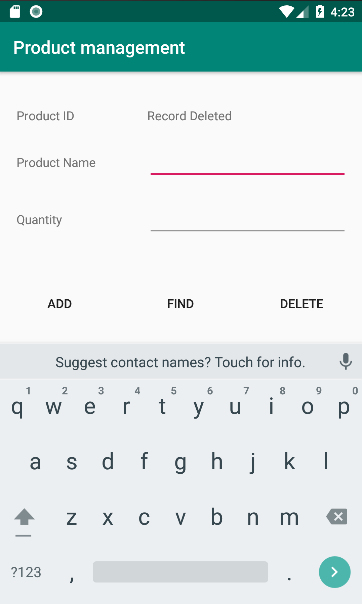 4:23
Product management
Product ID Record Deleted
Product Name
Quantity
ADD FIND DELETE
Suggest contact names? Touch for info.
1 2 3 4 5 6 7 8 9 0
q w e r t y u i o p
a s d f g h j k l
z x c v b n m
?123 , .